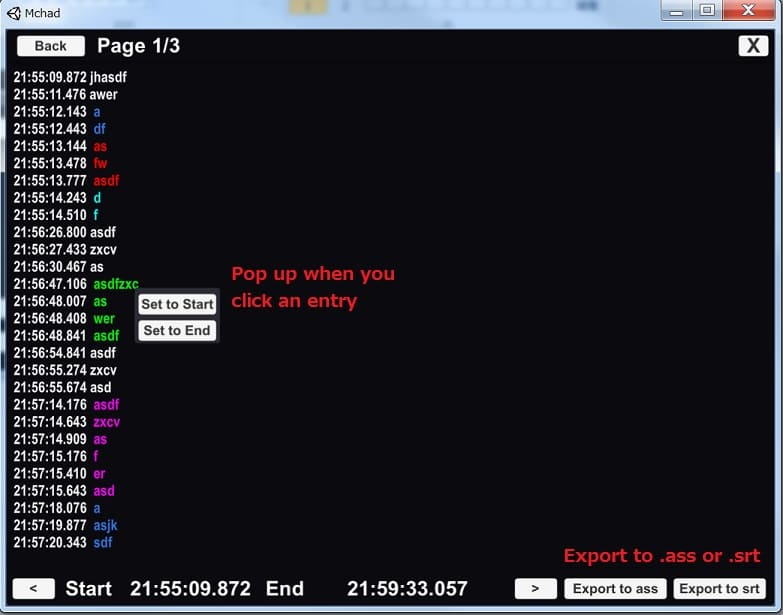 Mchad
Back Page 1/3 X
21:55:09.872 jhasdf
21:55:11.476 awer
21:55:12.143 a
21:55:12.443 df
21:55:13.144 as
21:55:13.478 fw
21:55:13.777 asdf
21:55:14.243 d
21:55:14.510 f
21:56:26.800 asdf
21:56:27.433 zxcv
21:56:30.467 as
21:56:47.106 asdfzxc
21:56:48.007 as
21:56:48.408 wer
21:56:48.841 asdf
21:56:54.841 asdf
21:56:55.274 zxcv
21:56:55.674 asd
21:57:14.176 asdf
21:57:14.643 zxcv
21:57:14.909 as
21:57:15.176 f
21:57:15.410 er
21:57:15.643 asd
21:57:18.076 a
21:57:19.877 asjk
21:57:20.343 sdf
Set to Start
Set to End
Pop up when you
click an entry
Export to .ass or .srt
< Start 21:55:09.872 End 21:59:33.057 > Export to ass Export to srt